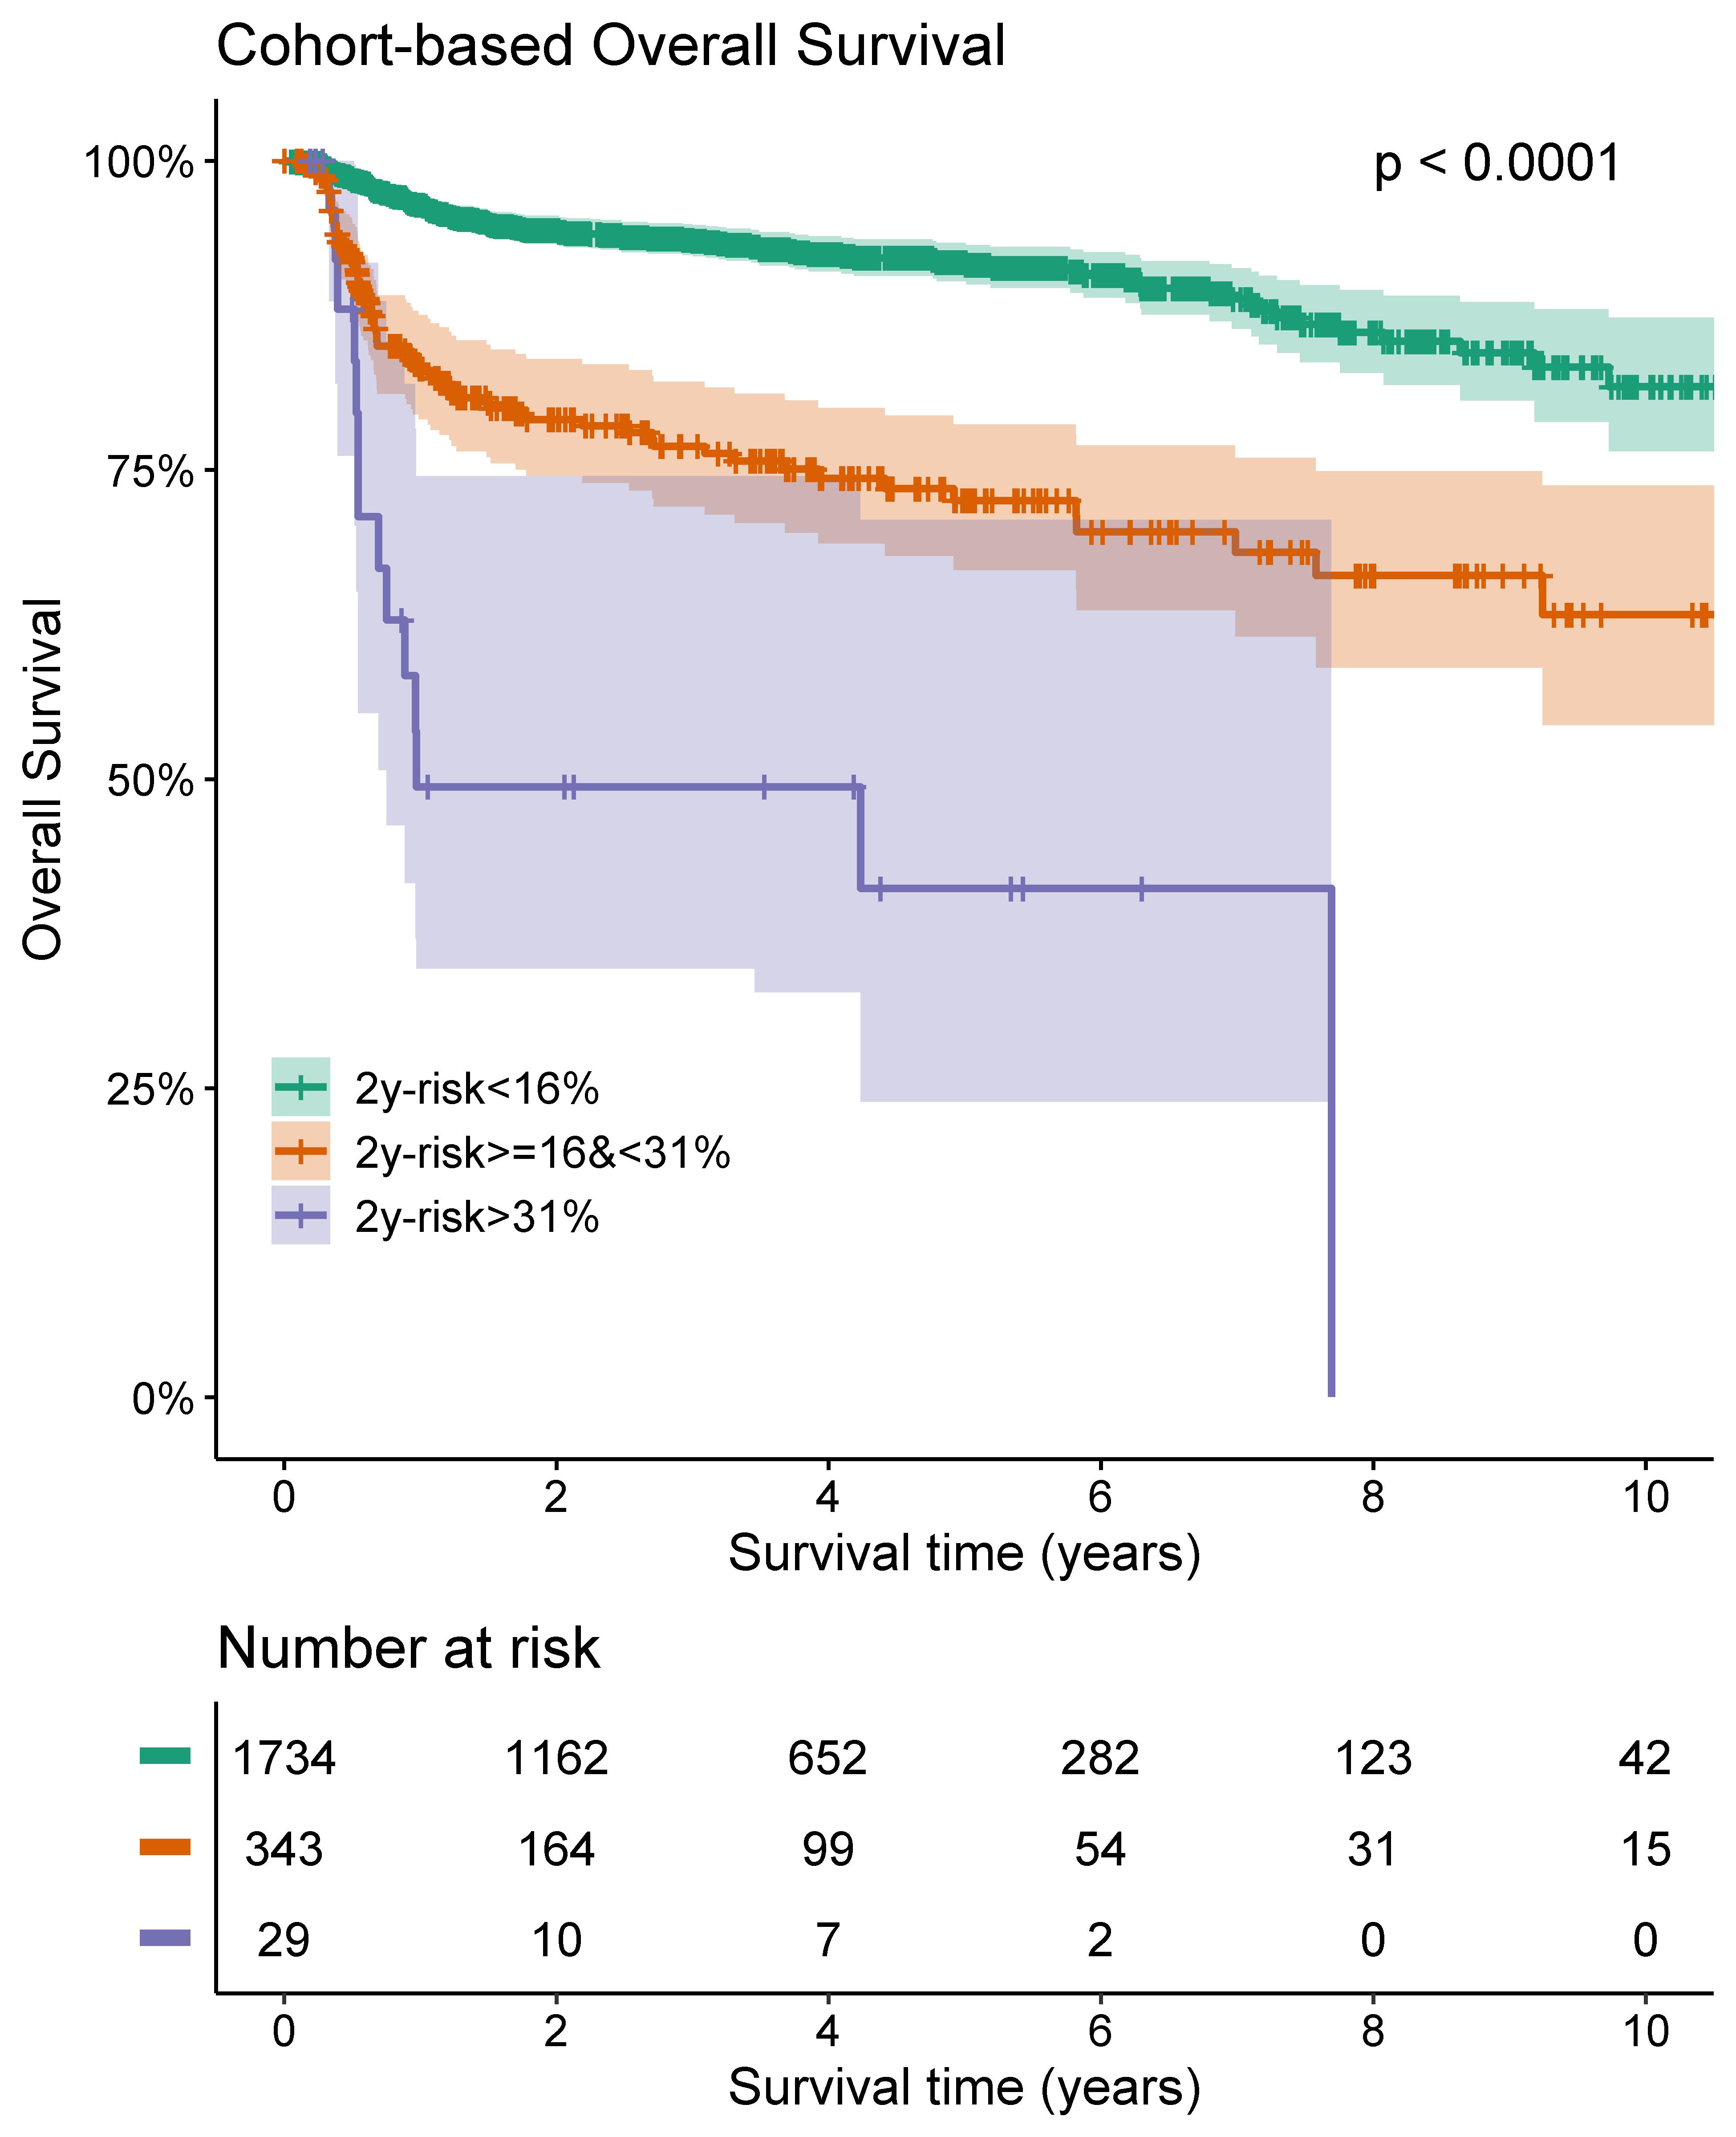 Cohort-based Overall Survival
p < 0.0001
100%
75%
50%
25%
0%
Overall Survival
2y-risk<16%
2y-risk>=16&<31%
2y-risk>31%
0 2 4 6 8 10
Survival time (years)
Number at risk
1734 1162 652 282 123 42
343 164 99 54 31 15
29 10 7 2 0 0
0 2 4 6 8 10
Survival time (years)